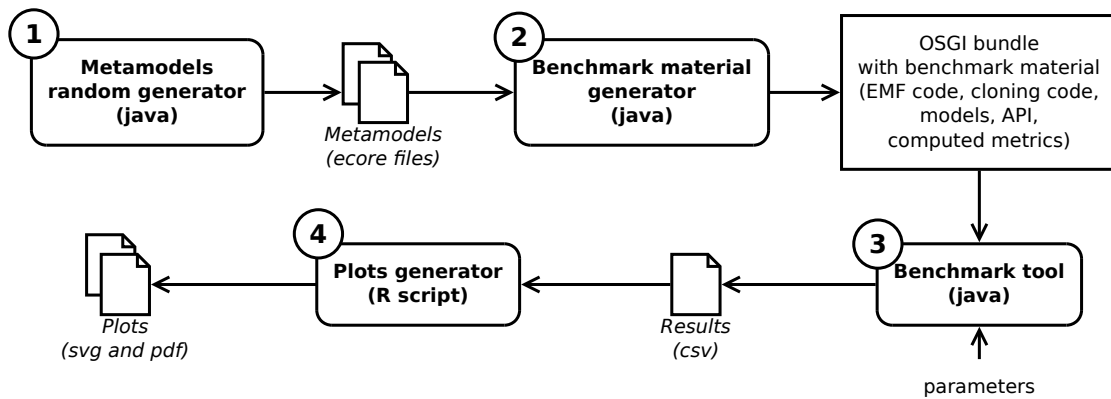 1
Metamodels
random generator
(java)
Metamodels
(ecore files)
2
Benchmark material
generator
(java)
OSGI bundle
with benchmark material
(EMF code, cloning code,
models, API,
computed metrics)
3
Benchmark tool
(java)
parameters
Results
(csv)
4
Plots generator
(R script)
Plots
(svg and pdf)